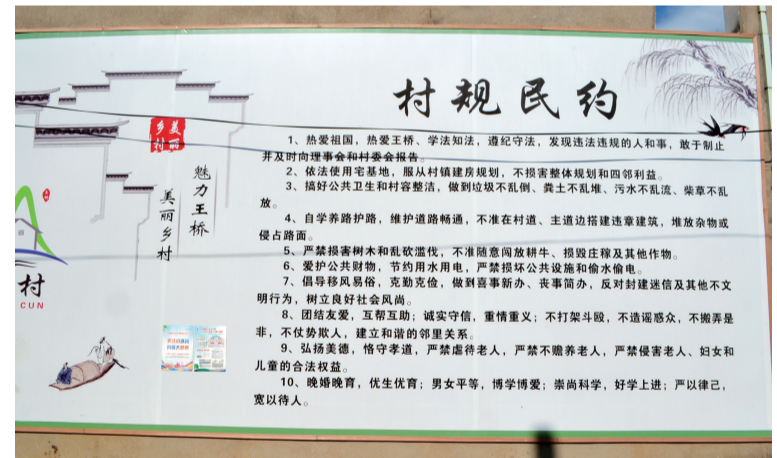 村规民约
1、热爱祖国，热爱王桥、学法知法，遵纪守法，发现违法违规的人和事，敢于制止
并及时向理事会和村委会报告。
2、依法使用宅基地，服从村镇建房规划，不损害整体规划和四邻利益。
3、搞好公共卫生和村容整洁，做到垃圾不乱倒、粪土不乱堆、污水不乱流、柴草不乱
放。
4、自学养路护路，维护道路畅通，不准在村道、主道边搭建违章建筑，堆放杂物或
侵占路面。
5、严禁损害树木和乱砍滥伐，不准随意闯放耕牛、损毁庄稼及其他作物。
6、爱护公共财物，节约用水用电，严禁损坏公共设施和偷水偷电。
7、倡导移风易俗，克勤克俭，做到喜事新办、丧事简办，反对封建迷信及其他不文
明行为，树立良好社会风尚。
8、团结友爱，互帮互助；诚实守信，重情重义；不打架斗殴，不造谣惑众，不搬弄是
非，不仗势欺人，建立和谐的邻里关系。
9、弘扬美德，恪守孝道，严禁虐待老人，严禁不赡养老人，严禁侵害老人、妇女和
儿童的合法权益。
10、晚婚晚育，优生优育；男女平等，博学博爱；崇尚科学，好学上进；严以律己，
宽以待人。
美丽
乡村
魅力王桥
美丽乡村
村
CUN